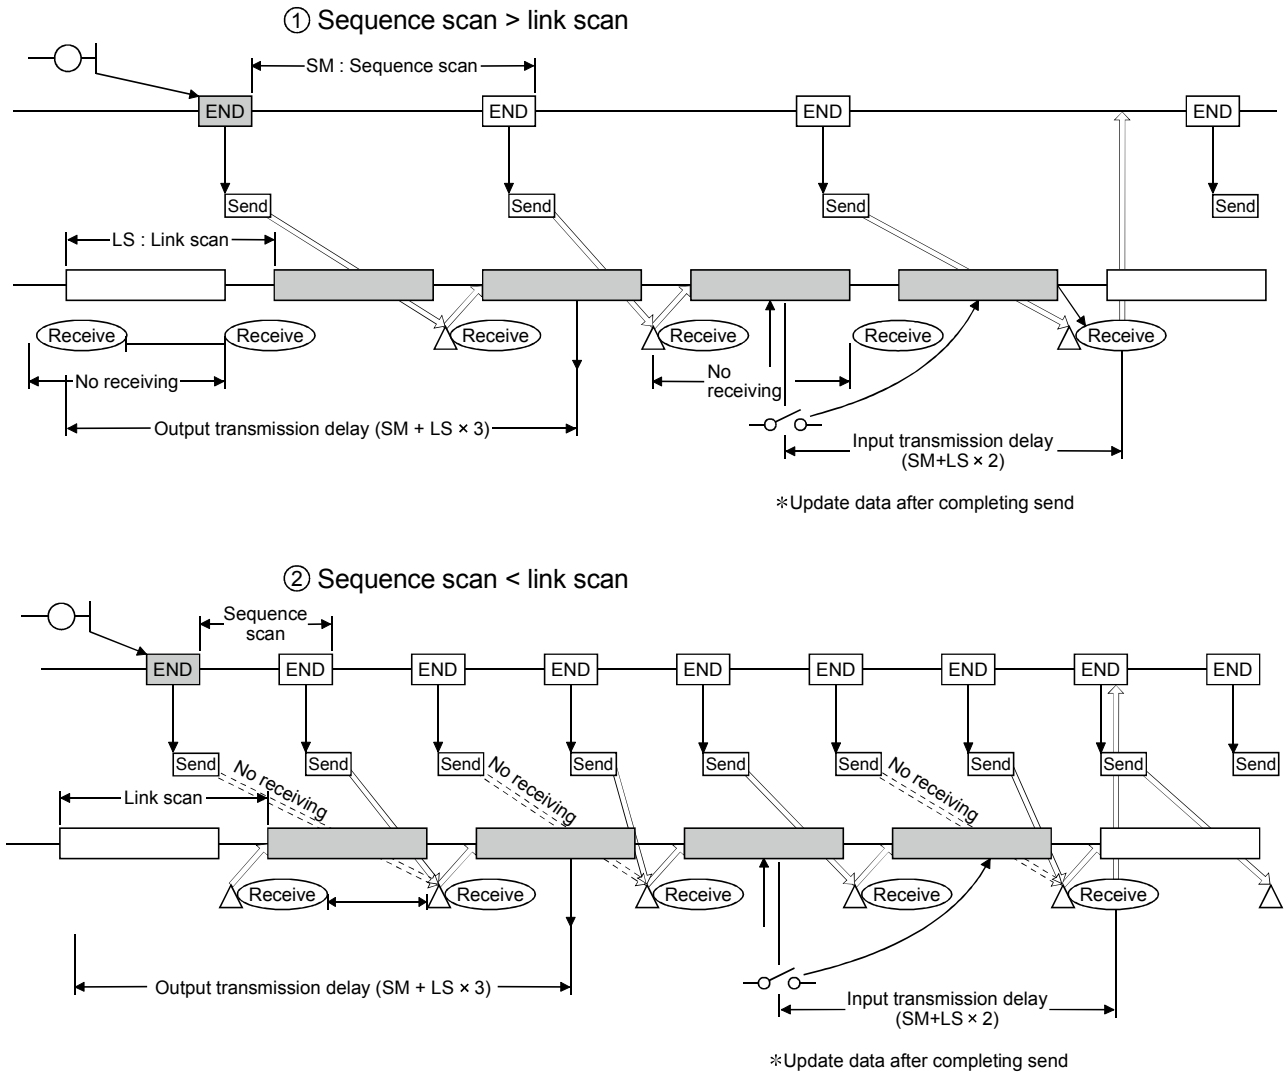 ① Sequence scan > link scan
SM : Sequence scan
END
END
END
END
Send
Send
Send
Send
LS : Link scan
Receive
Receive
Receive
Receive
Receive
Receive
No receiving
No
receiving
Output transmission delay (SM + LS × 3)
Input transmission delay
(SM+LS × 2)
*Update data after completing send
② Sequence scan < link scan
Sequence
scan
END
END
END
END
END
END
END
END
END
Send
Send
Send
Send
Send
Send
Send
Send
Send
No receiving
No receiving
No receiving
Link scan
Receive
Receive
Receive
Receive
Receive
Output transmission delay (SM + LS × 3)
Input transmission delay
(SM+LS × 2)
*Update data after completing send